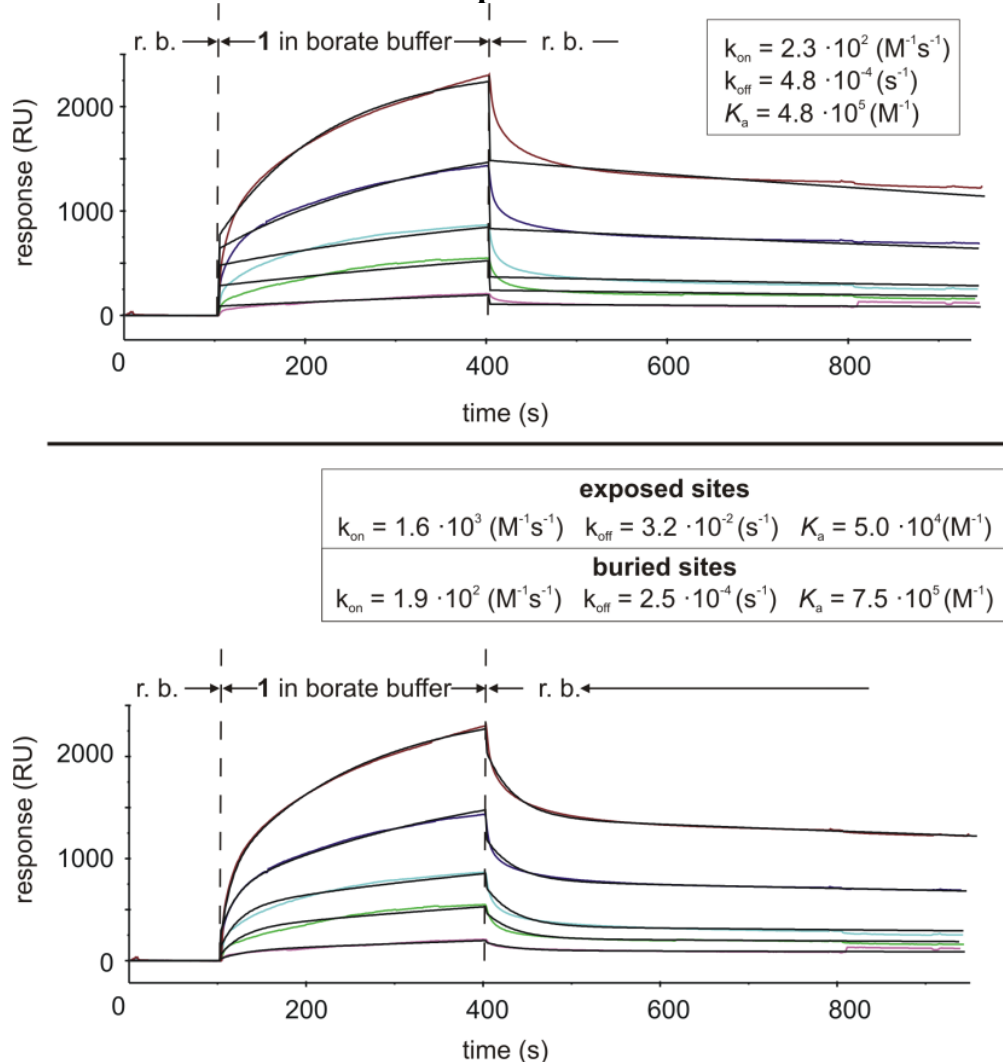 r. b. 1 in borate buffer r. b.
kon = 2.3 ·10² (M⁻¹s⁻¹)
koff = 4.8 ·10⁻⁴ (s⁻¹)
Ka = 4.8 ·10⁵ (M⁻¹)
response (RU)
2000
1000
0
0 200 400 600 800
time (s)
exposed sites
kon = 1.6 ·10³ (M⁻¹s⁻¹) koff = 3.2 ·10⁻² (s⁻¹) Ka = 5.0 ·10⁴ (M⁻¹)
buried sites
kon = 1.9 ·10² (M⁻¹s⁻¹) koff = 2.5 ·10⁻⁴ (s⁻¹) Ka = 7.5 ·10⁵ (M⁻¹)
r. b. 1 in borate buffer r. b.
response (RU)
2000
1000
0
0 200 400 600 800
time (s)